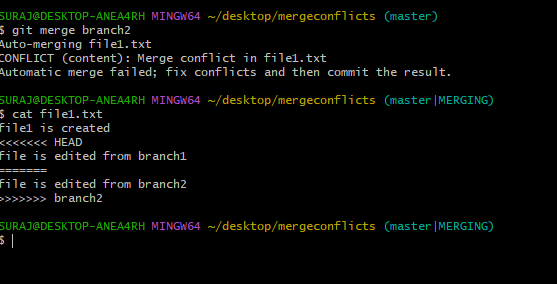 SURAJ@DESKTOP-ANEA4RH MINGW64 ~/desktop/mergeconflicts (master)
$ git merge branch2
Auto-merging file1.txt
CONFLICT (content): Merge conflict in file1.txt
Automatic merge failed; fix conflicts and then commit the result.
SURAJ@DESKTOP-ANEA4RH MINGW64 ~/desktop/mergeconflicts (master|MERGING)
$ cat file1.txt
file1 is created
<<<<<<< HEAD
file is edited from branch1
=======
file is edited from branch2
>>>>>>> branch2
SURAJ@DESKTOP-ANEA4RH MINGW64 ~/desktop/mergeconflicts (master|MERGING)
$